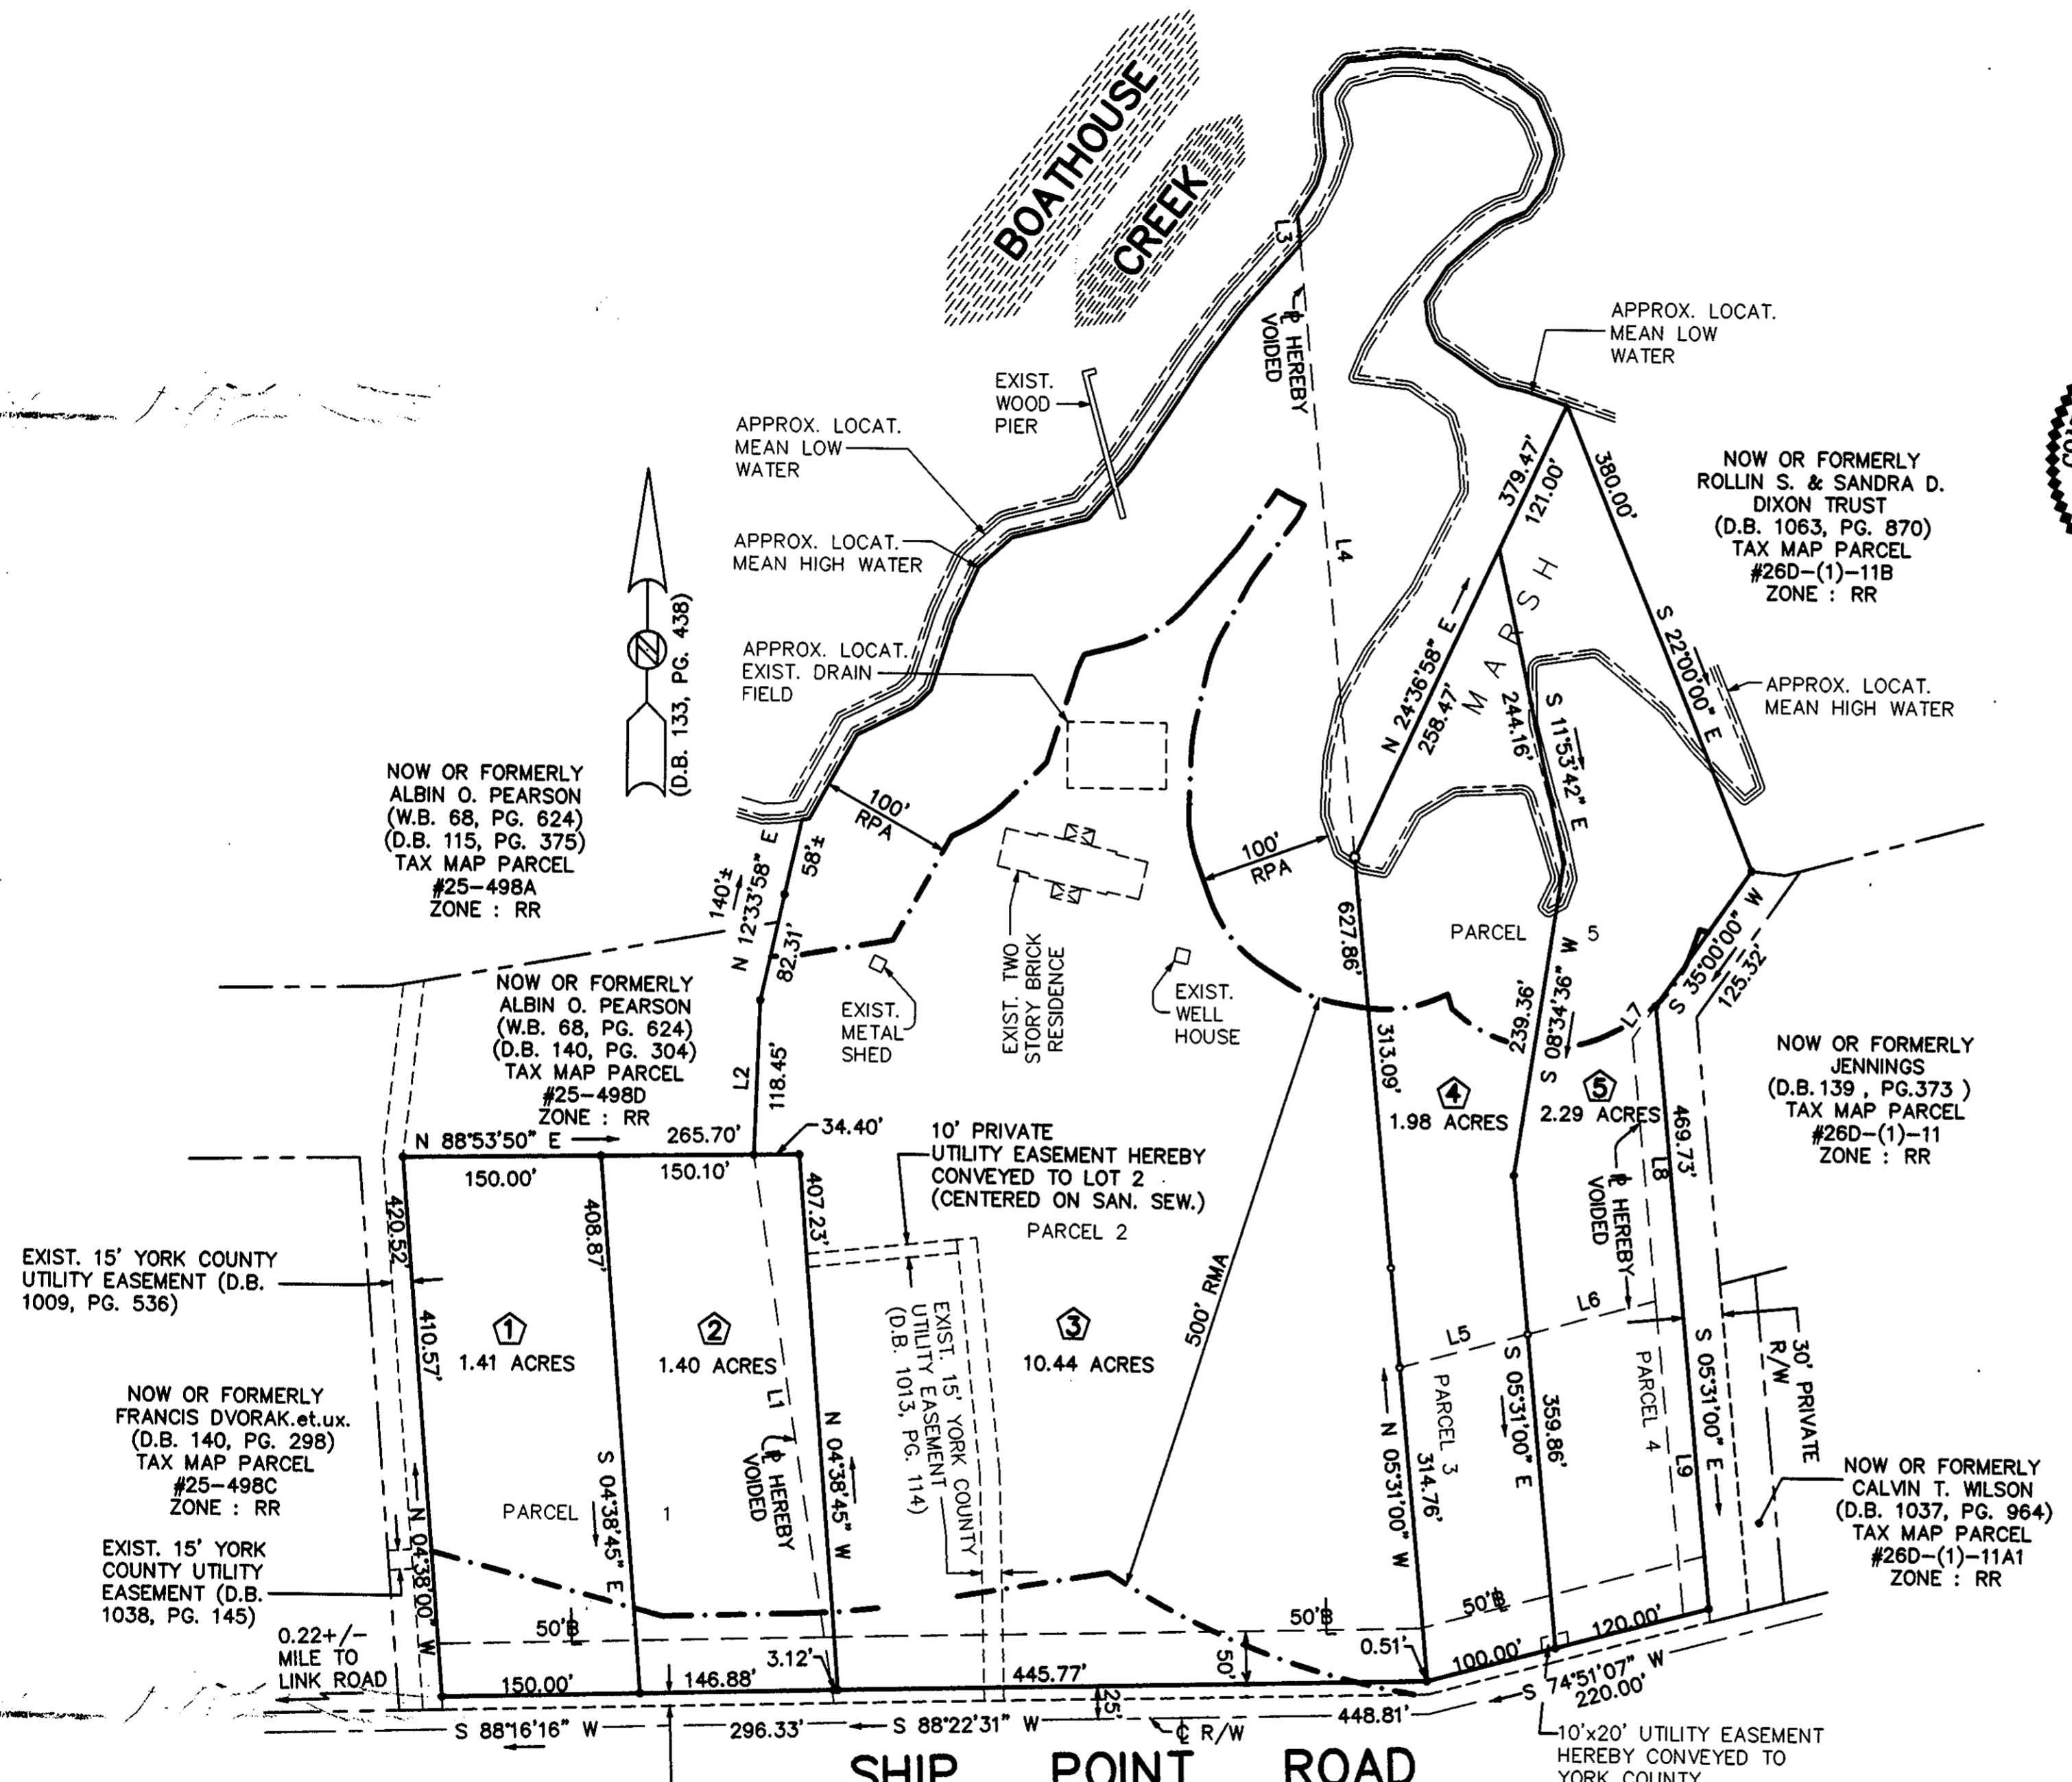 BOATHOUSE
CREEK
L3
℄ HEREBY
VOIDED
APPROX. LOCAT.
MEAN LOW
WATER
EXIST.
WOOD
PIER
APPROX. LOCAT.
MEAN LOW
WATER
APPROX. LOCAT.
MEAN HIGH WATER
N
(D.B. 133, PG. 438)
L4
379.47'
121.00'
380.00'
NOW OR FORMERLY
ROLLIN S. & SANDRA D.
DIXON TRUST
(D.B. 1063, PG. 870)
TAX MAP PARCEL
#26D-(1)-11B
ZONE : RR
MARSH
N 24°36'58" E
258.47'
S 22°00'00" E
S 11°53'42" E
244.16'
APPROX. LOCAT.
MEAN HIGH WATER
APPROX. LOCAT.
EXIST. DRAIN
FIELD
NOW OR FORMERLY
ALBIN O. PEARSON
(W.B. 68, PG. 624)
(D.B. 115, PG. 375)
TAX MAP PARCEL
#25-498A
ZONE : RR
100'
RPA
100'
RPA
N 12°33'58" E
140'±
58'±
82.31'
627.86'
PARCEL 5
S 35°00'00" W
125.32'
NOW OR FORMERLY
ALBIN O. PEARSON
(W.B. 68, PG. 624)
(D.B. 140, PG. 304)
TAX MAP PARCEL
#25-498D
ZONE : RR
EXIST.
METAL
SHED
EXIST. TWO
STORY BRICK
RESIDENCE
EXIST.
WELL
HOUSE
L2
118.45'
313.09'
239.36'
S 08°34'36" W
L7
4
1.98 ACRES
5
2.29 ACRES
NOW OR FORMERLY
JENNINGS
(D.B.139 , PG.373 )
TAX MAP PARCEL
#26D-(1)-11
ZONE : RR
N 88°53'50" E
265.70'
34.40'
150.00'
150.10'
10' PRIVATE
UTILITY EASEMENT HEREBY
CONVEYED TO LOT 2
(CENTERED ON SAN. SEW.)
PARCEL 2
469.73'
L8
℄ HEREBY
VOIDED
420.52'
408.87'
407.23'
EXIST. 15' YORK COUNTY
UTILITY EASEMENT (D.B.
1009, PG. 536)
410.57'
1
1.41 ACRES
2
1.40 ACRES
3
10.44 ACRES
EXIST. 15' YORK COUNTY
UTILITY EASEMENT
(D.B. 1013, PG. 114)
500' RMA
L5
L6
L1
℄ HEREBY
VOIDED
PARCEL 3
314.76'
N 05°31'00" W
S 05°31'00" E
359.86'
PARCEL 4
L9
S 05°31'00" E
30' PRIVATE
R/W
NOW OR FORMERLY
FRANCIS DVORAK.et.ux.
(D.B. 140, PG. 298)
TAX MAP PARCEL
#25-498C
ZONE : RR
N 04°38'00" W
S 04°38'45" E
N 04°38'45" W
PARCEL 1
NOW OR FORMERLY
CALVIN T. WILSON
(D.B. 1037, PG. 964)
TAX MAP PARCEL
#26D-(1)-11A1
ZONE : RR
EXIST. 15' YORK
COUNTY UTILITY
EASEMENT (D.B.
1038, PG. 145)
0.22+/-
MILE TO
LINK ROAD
50'
50'
50'
50'
3.12'
0.51'
150.00'
146.88'
445.77'
100.00'
120.00'
25'
S 88°16'16" W
296.33'
S 88°22'31" W
℄ R/W
448.81'
S 74°51'07" W
220.00'
10'x20' UTILITY EASEMENT
HEREBY CONVEYED TO
YORK COUNTY
SHIP POINT ROAD